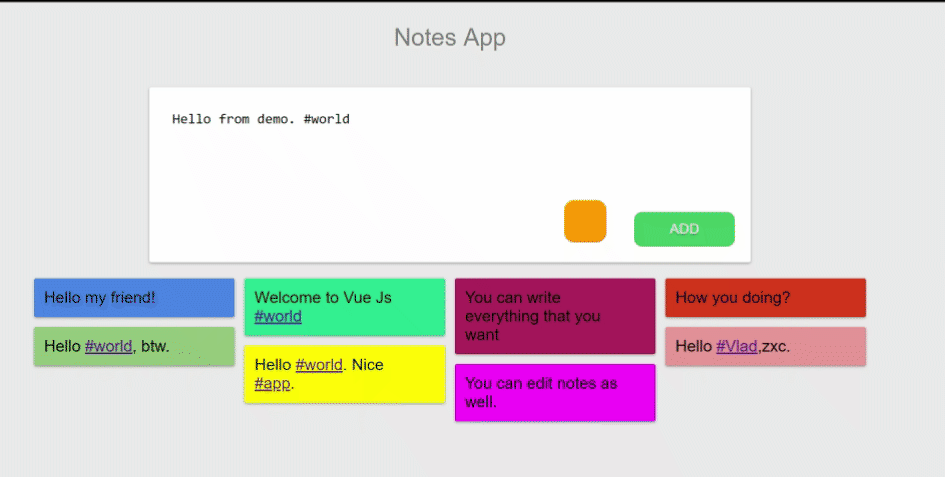 Notes App
Hello from demo. #world
ADD
Hello my friend!
Hello #world, btw.
Welcome to Vue Js
#world
Hello #world. Nice
#app.
You can write
everything that you
want
You can edit notes as
well.
How you doing?
Hello #Vlad,zxc.